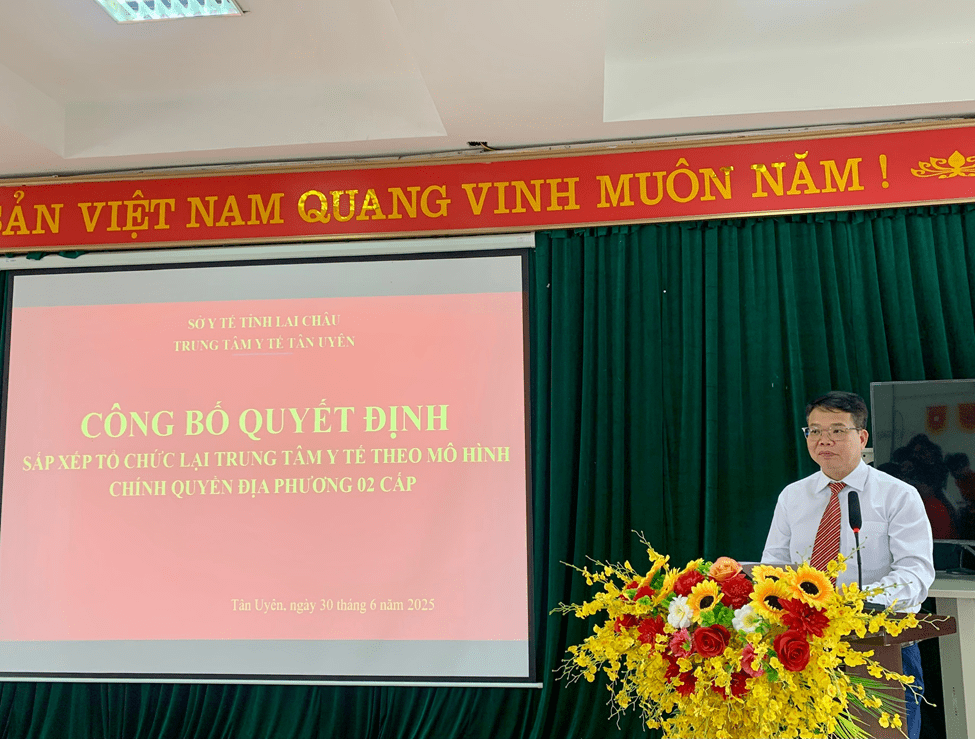 SẢN VIỆT NAM QUANG VINH MUÔN NĂM !
SỞ Y TẾ TỈNH LAI CHÂU
TRUNG TÂM Y TẾ TÂN UYÊN
CÔNG BỐ QUYẾT ĐỊNH
SẮP XẾP TỔ CHỨC LẠI TRUNG TÂM Y TẾ THEO MÔ HÌNH
CHÍNH QUYỀN ĐỊA PHƯƠNG 02 CẤP
Tân Uyên, ngày 30 tháng 6 năm 2025